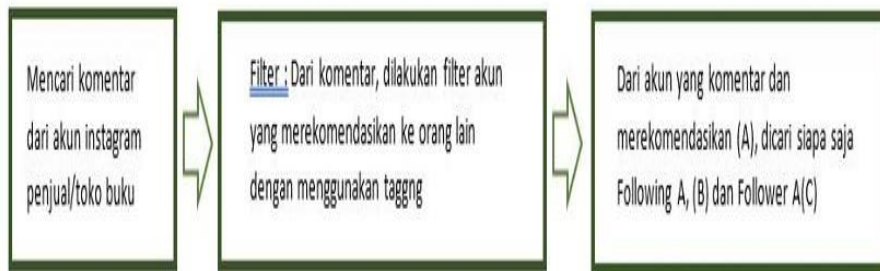 Mencari komentar
dari akun instagram
penjual/toko buku
Filter : Dari komentar, dilakukan filter akun
yang merekomendasikan ke orang lain
dengan menggunakan taggng
Dari akun yang komentar dan
merekomendasikan (A), dicari siapa saja
Following A, (B) dan Follower A(C)